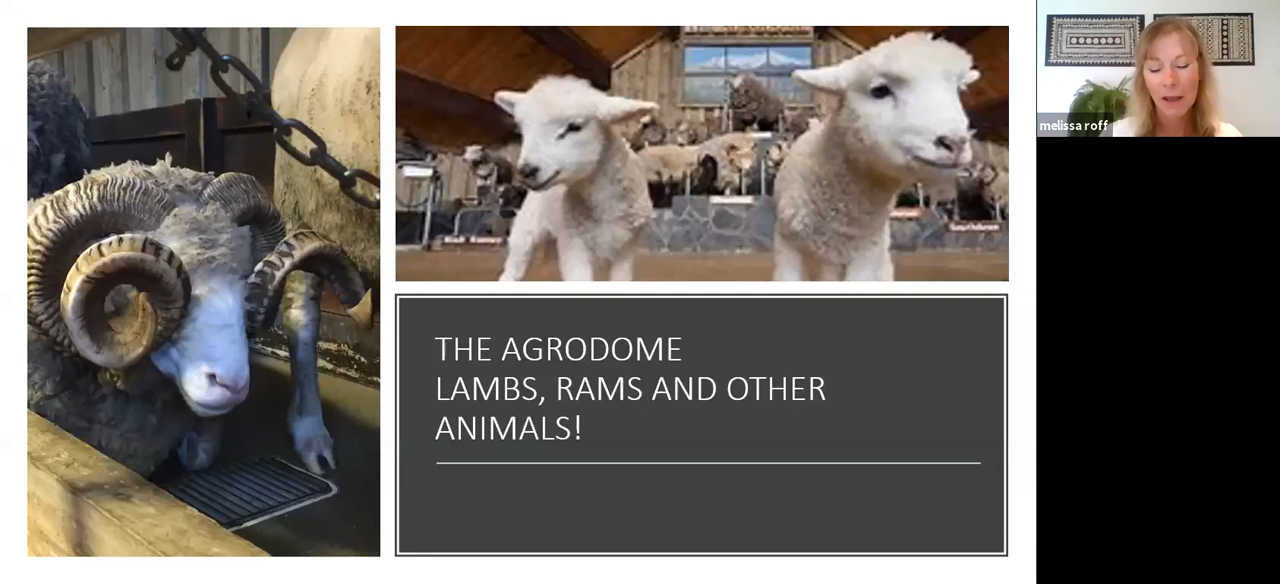 melissa roff
THE AGRODOME
LAMBS, RAMS AND OTHER
ANIMALS!